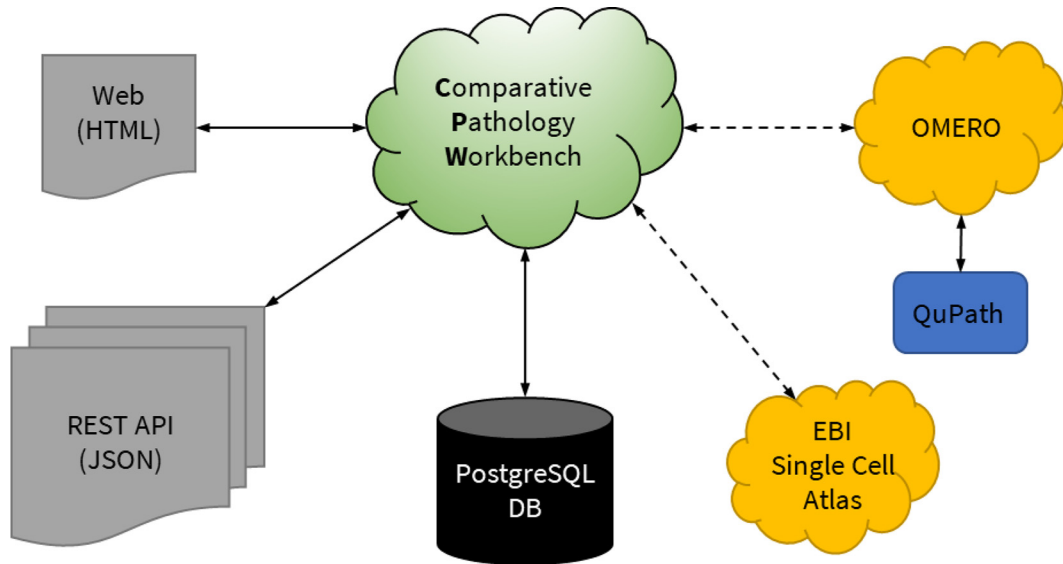 Web
(HTML)
Comparative
Pathology
Workbench
OMERO
QuPath
REST API
(JSON)
PostgreSQL
DB
EBI
Single Cell
Atlas